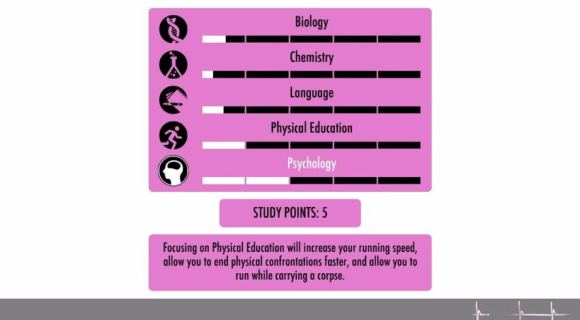 Biology
Chemistry
Language
Physical Education
Psychology
STUDY POINTS: 5
Focusing on Physical Education will increase your running speed,
allow you to end physical confrontations faster, and allow you to
run while carrying a corpse.